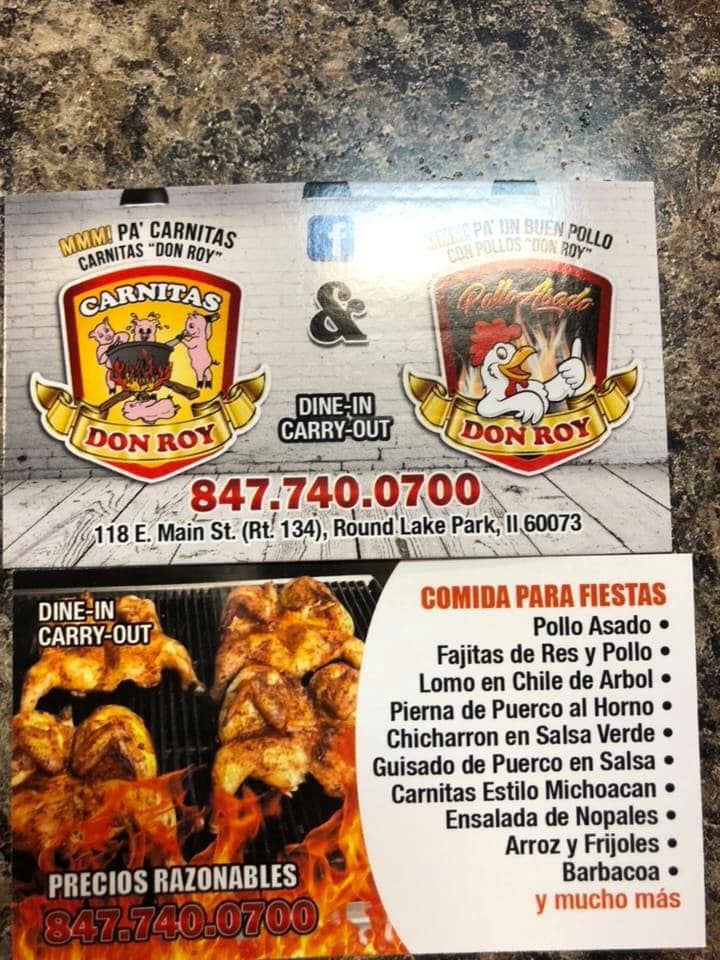 MMM! PA' CARNITAS
CARNITAS "DON ROY"
CARNITAS
DON ROY
f
&
DINE-IN
CARRY-OUT
PA' UN BUEN POLLO
CON POLLOS "DON ROY"
Pollo Asado
DON ROY
847.740.0700
118 E. Main St. (Rt. 134), Round Lake Park, Il 60073
DINE-IN
CARRY-OUT
PRECIOS RAZONABLES
847.740.0700
COMIDA PARA FIESTAS
Pollo Asado •
Fajitas de Res y Pollo •
Lomo en Chile de Arbol •
Pierna de Puerco al Horno •
Chicharron en Salsa Verde •
Guisado de Puerco en Salsa •
Carnitas Estilo Michoacan •
Ensalada de Nopales •
Arroz y Frijoles •
Barbacoa •
y mucho más